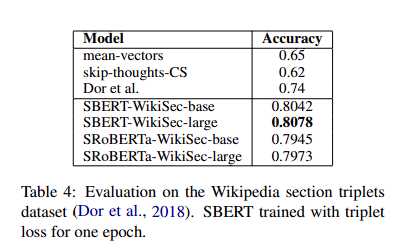 Model Accuracy
mean-vectors 0.65
skip-thoughts-CS 0.62
Dor et al. 0.74
SBERT-WikiSec-base 0.8042
SBERT-WikiSec-large 0.8078
SRoBERTa-WikiSec-base 0.7945
SRoBERTa-WikiSec-large 0.7973
Table 4: Evaluation on the Wikipedia section triplets
dataset (Dor et al., 2018). SBERT trained with triplet
loss for one epoch.